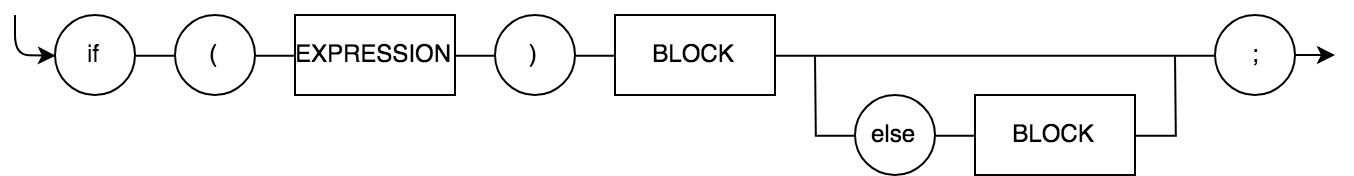 if ( EXPRESSION ) BLOCK ;
else BLOCK